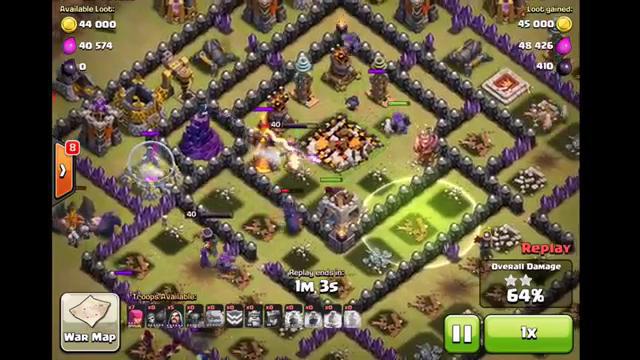 Available Loot:
44 000
40 574
0
Loot gained:
45 000
48 426
410
8
40
40
Replay
Overall Damage
64%
Replay ends in:
1M 3s
Troops Available:
War Map
1x